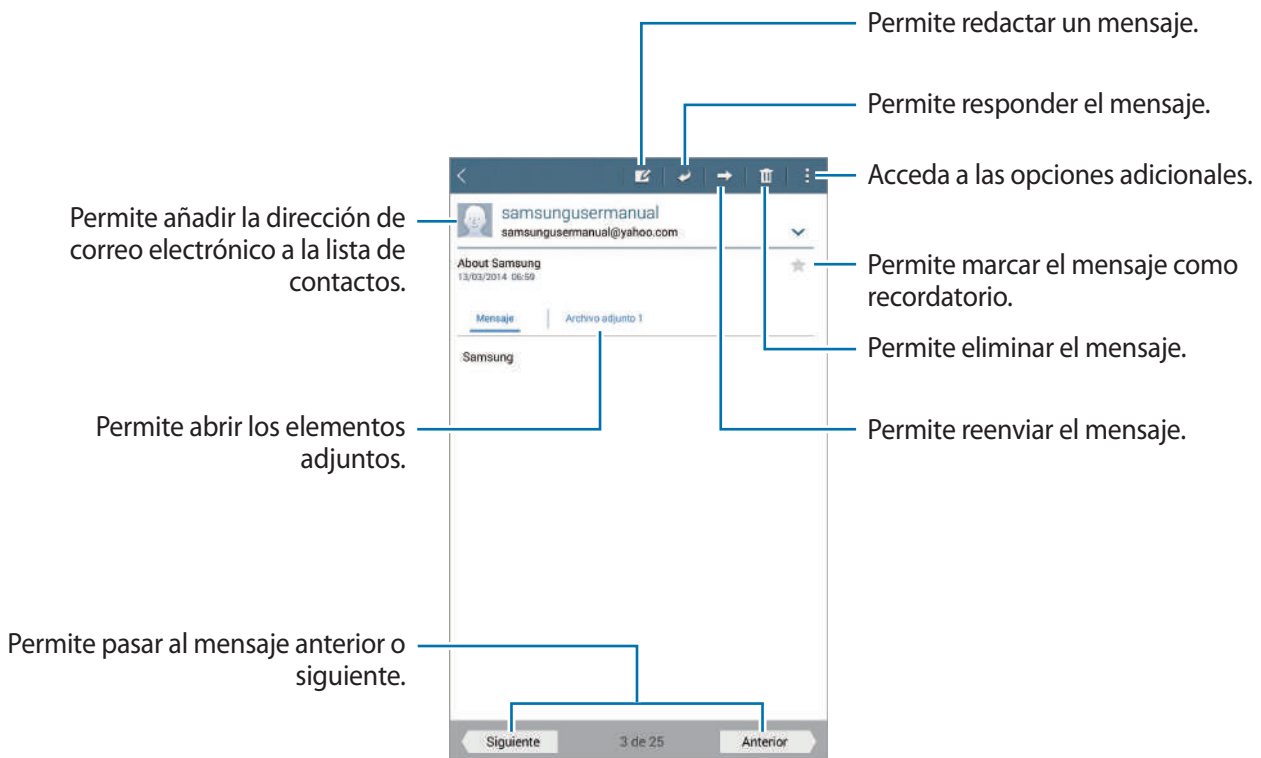 Permite redactar un mensaje.
Permite responder el mensaje.
Acceda a las opciones adicionales.
Permite añadir la dirección de
correo electrónico a la lista de
contactos.
samsungusermanual
samsungusermanual@yahoo.com
About Samsung
13/03/2014 06:59
Permite marcar el mensaje como
recordatorio.
Mensaje
Archivo adjunto 1
Permite eliminar el mensaje.
Samsung
Permite abrir los elementos
adjuntos.
Permite reenviar el mensaje.
Permite pasar al mensaje anterior o
siguiente.
Siguiente
3 de 25
Anterior